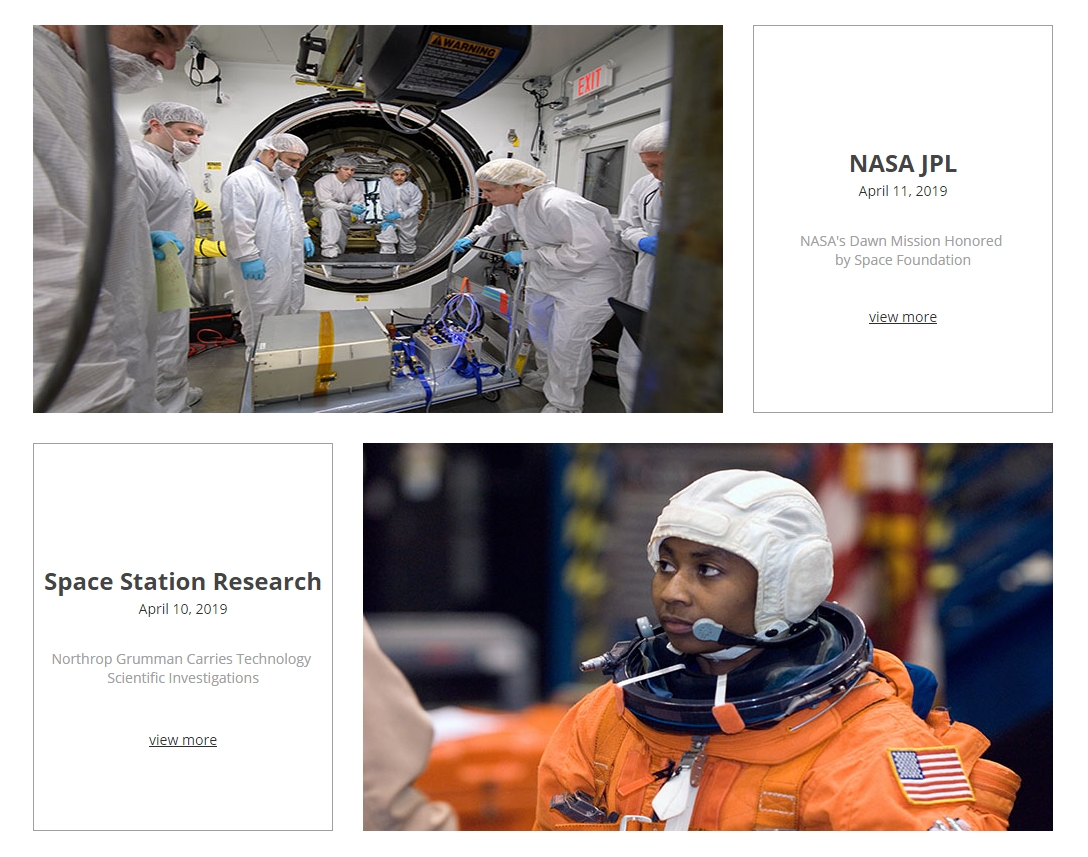 WARNING
EXIT
NASA JPL
April 11, 2019
NASA's Dawn Mission Honored
by Space Foundation
view more
Space Station Research
April 10, 2019
Northrop Grumman Carries Technology
Scientific Investigations
view more